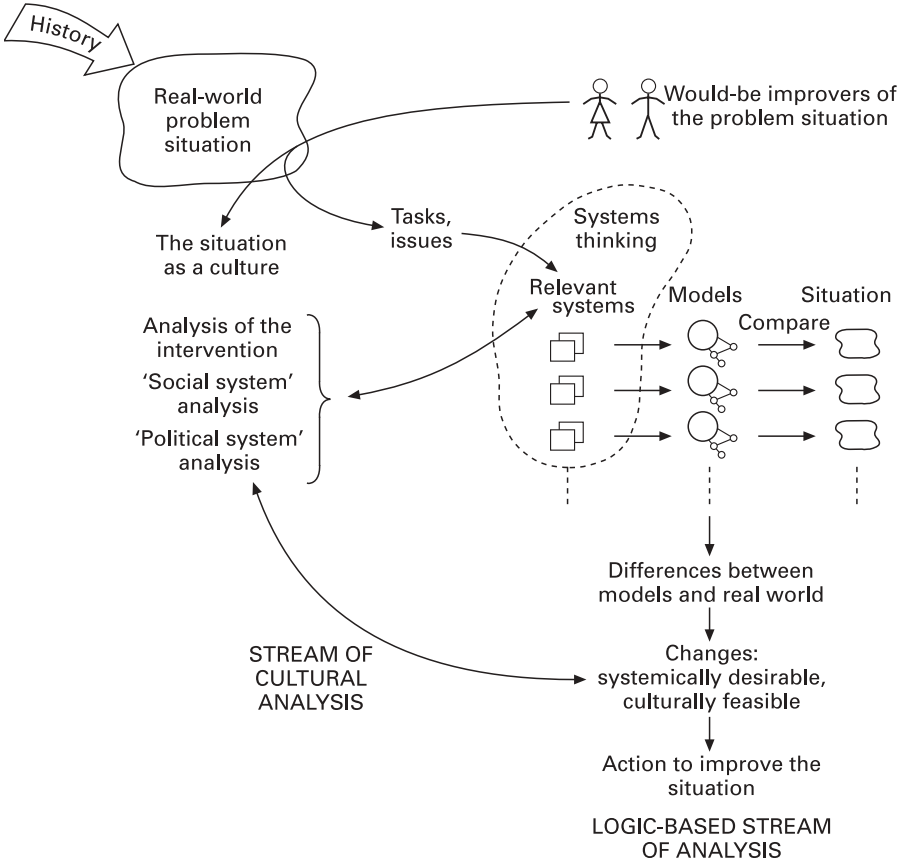 History
Real-world
problem
situation
Would-be improvers of
the problem situation
The situation
as a culture
Tasks,
issues
Systems
thinking
Relevant
systems
Models
Situation
Compare
Analysis of the
intervention
‘Social system’
analysis
‘Political system’
analysis
Differences between
models and real world
STREAM OF
CULTURAL
ANALYSIS
Changes:
systemically desirable,
culturally feasible
Action to improve the
situation
LOGIC-BASED STREAM
OF ANALYSIS